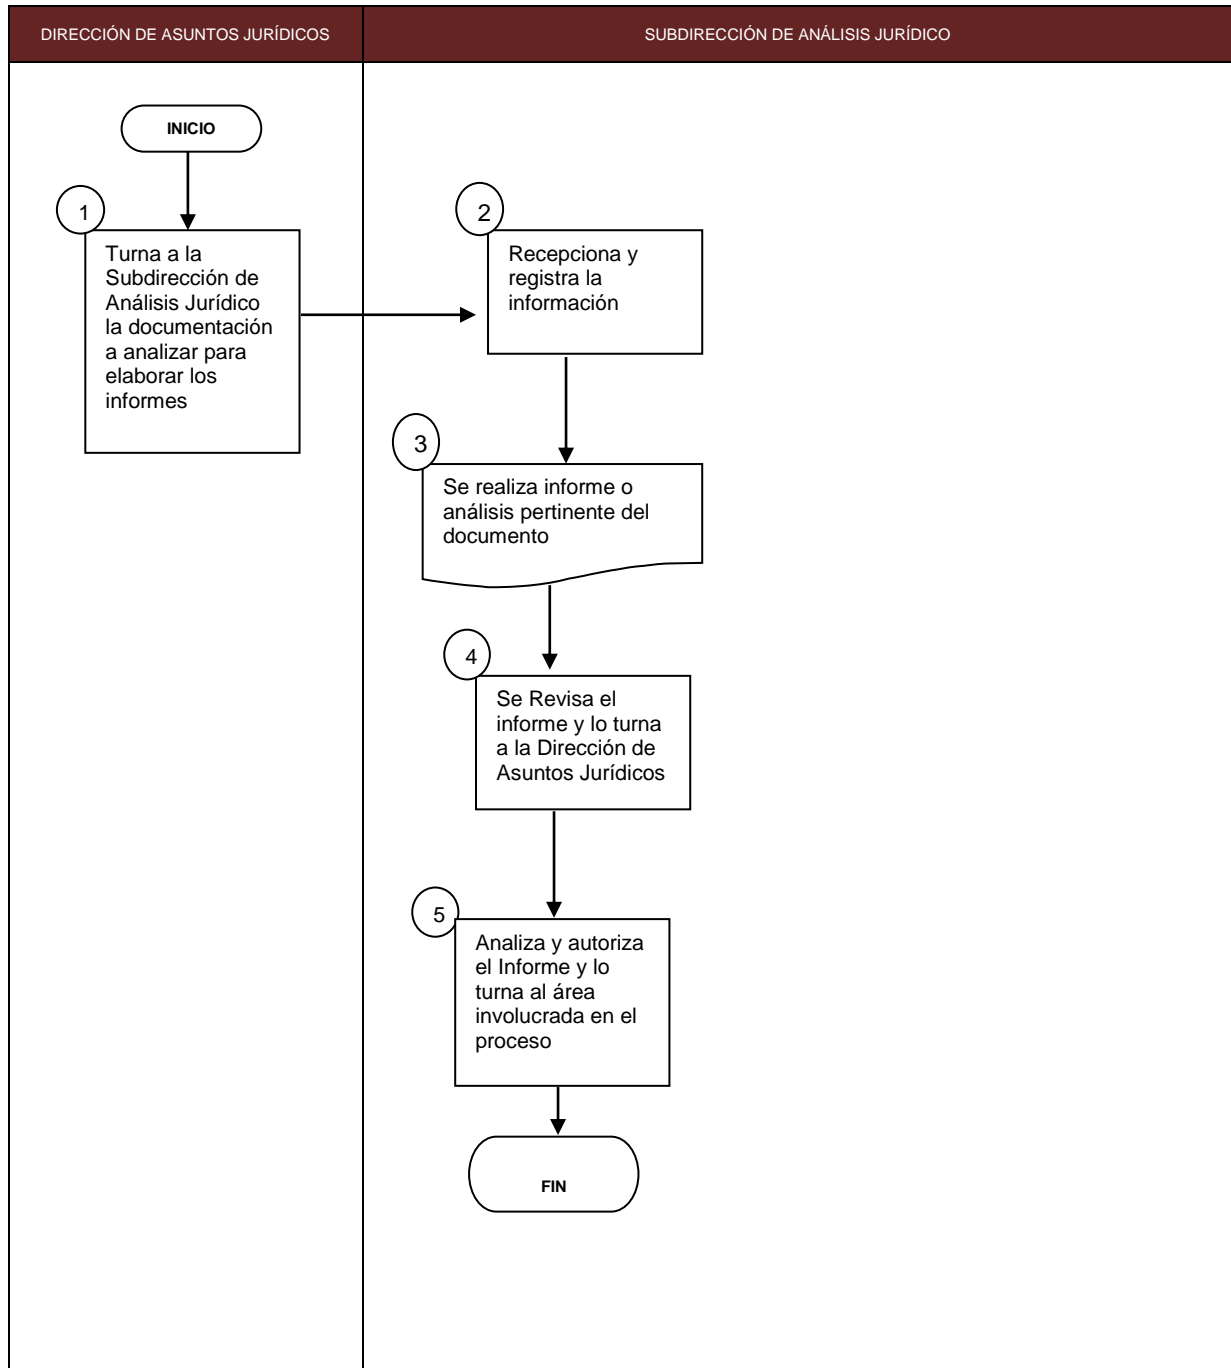 DIRECCIÓN DE ASUNTOS JURÍDICOS
SUBDIRECCIÓN DE ANÁLISIS JURÍDICO
INICIO
1
Turna a la
Subdirección de
Análisis Jurídico
la documentación
a analizar para
elaborar los
informes
2
Recepciona y
registra la
información
3
Se realiza informe o
análisis pertinente del
documento
4
Se Revisa el
informe y lo turna
a la Dirección de
Asuntos Jurídicos
5
Analiza y autoriza
el Informe y lo
turna al área
involucrada en el
proceso
FIN